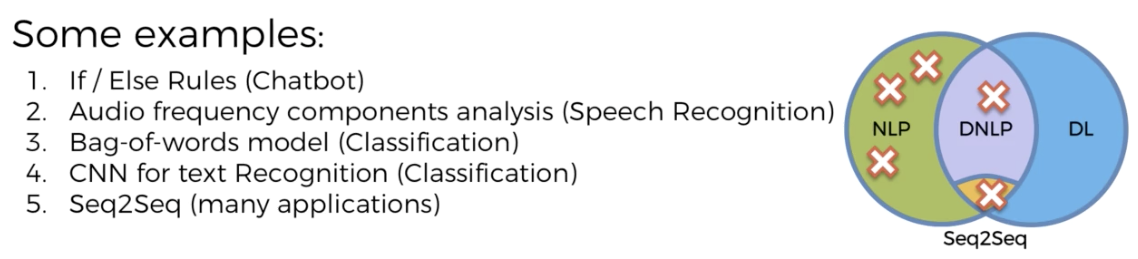 Some examples:
1. If / Else Rules (Chatbot)
2. Audio frequency components analysis (Speech Recognition)
3. Bag-of-words model (Classification)
4. CNN for text Recognition (Classification)
5. Seq2Seq (many applications)
NLP
DNLP
DL
Seq2Seq